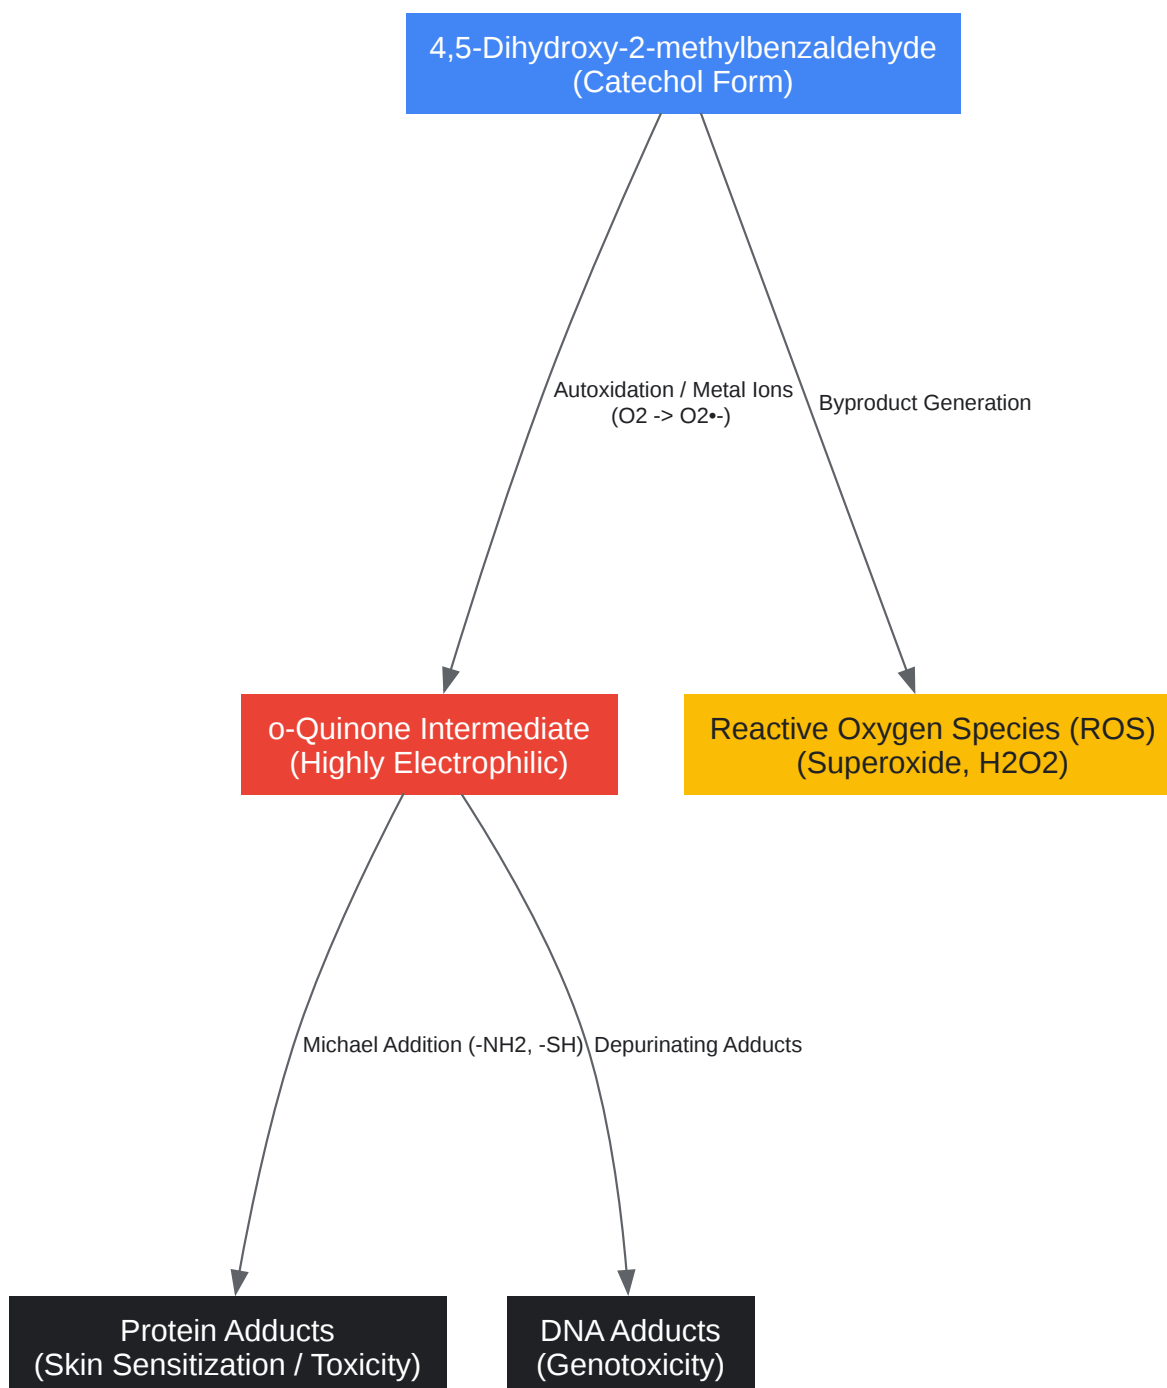 4,5-Dihydroxy-2-methylbenzaldehyde
(Catechol Form)
Autoxidation / Metal Ions
(O2 -> O2•-)
Byproduct Generation
o-Quinone Intermediate
(Highly Electrophilic)
Reactive Oxygen Species (ROS)
(Superoxide, H2O2)
Michael Addition (-NH2, -SH)
Depurinating Adducts
Protein Adducts
(Skin Sensitization / Toxicity)
DNA Adducts
(Genotoxicity)